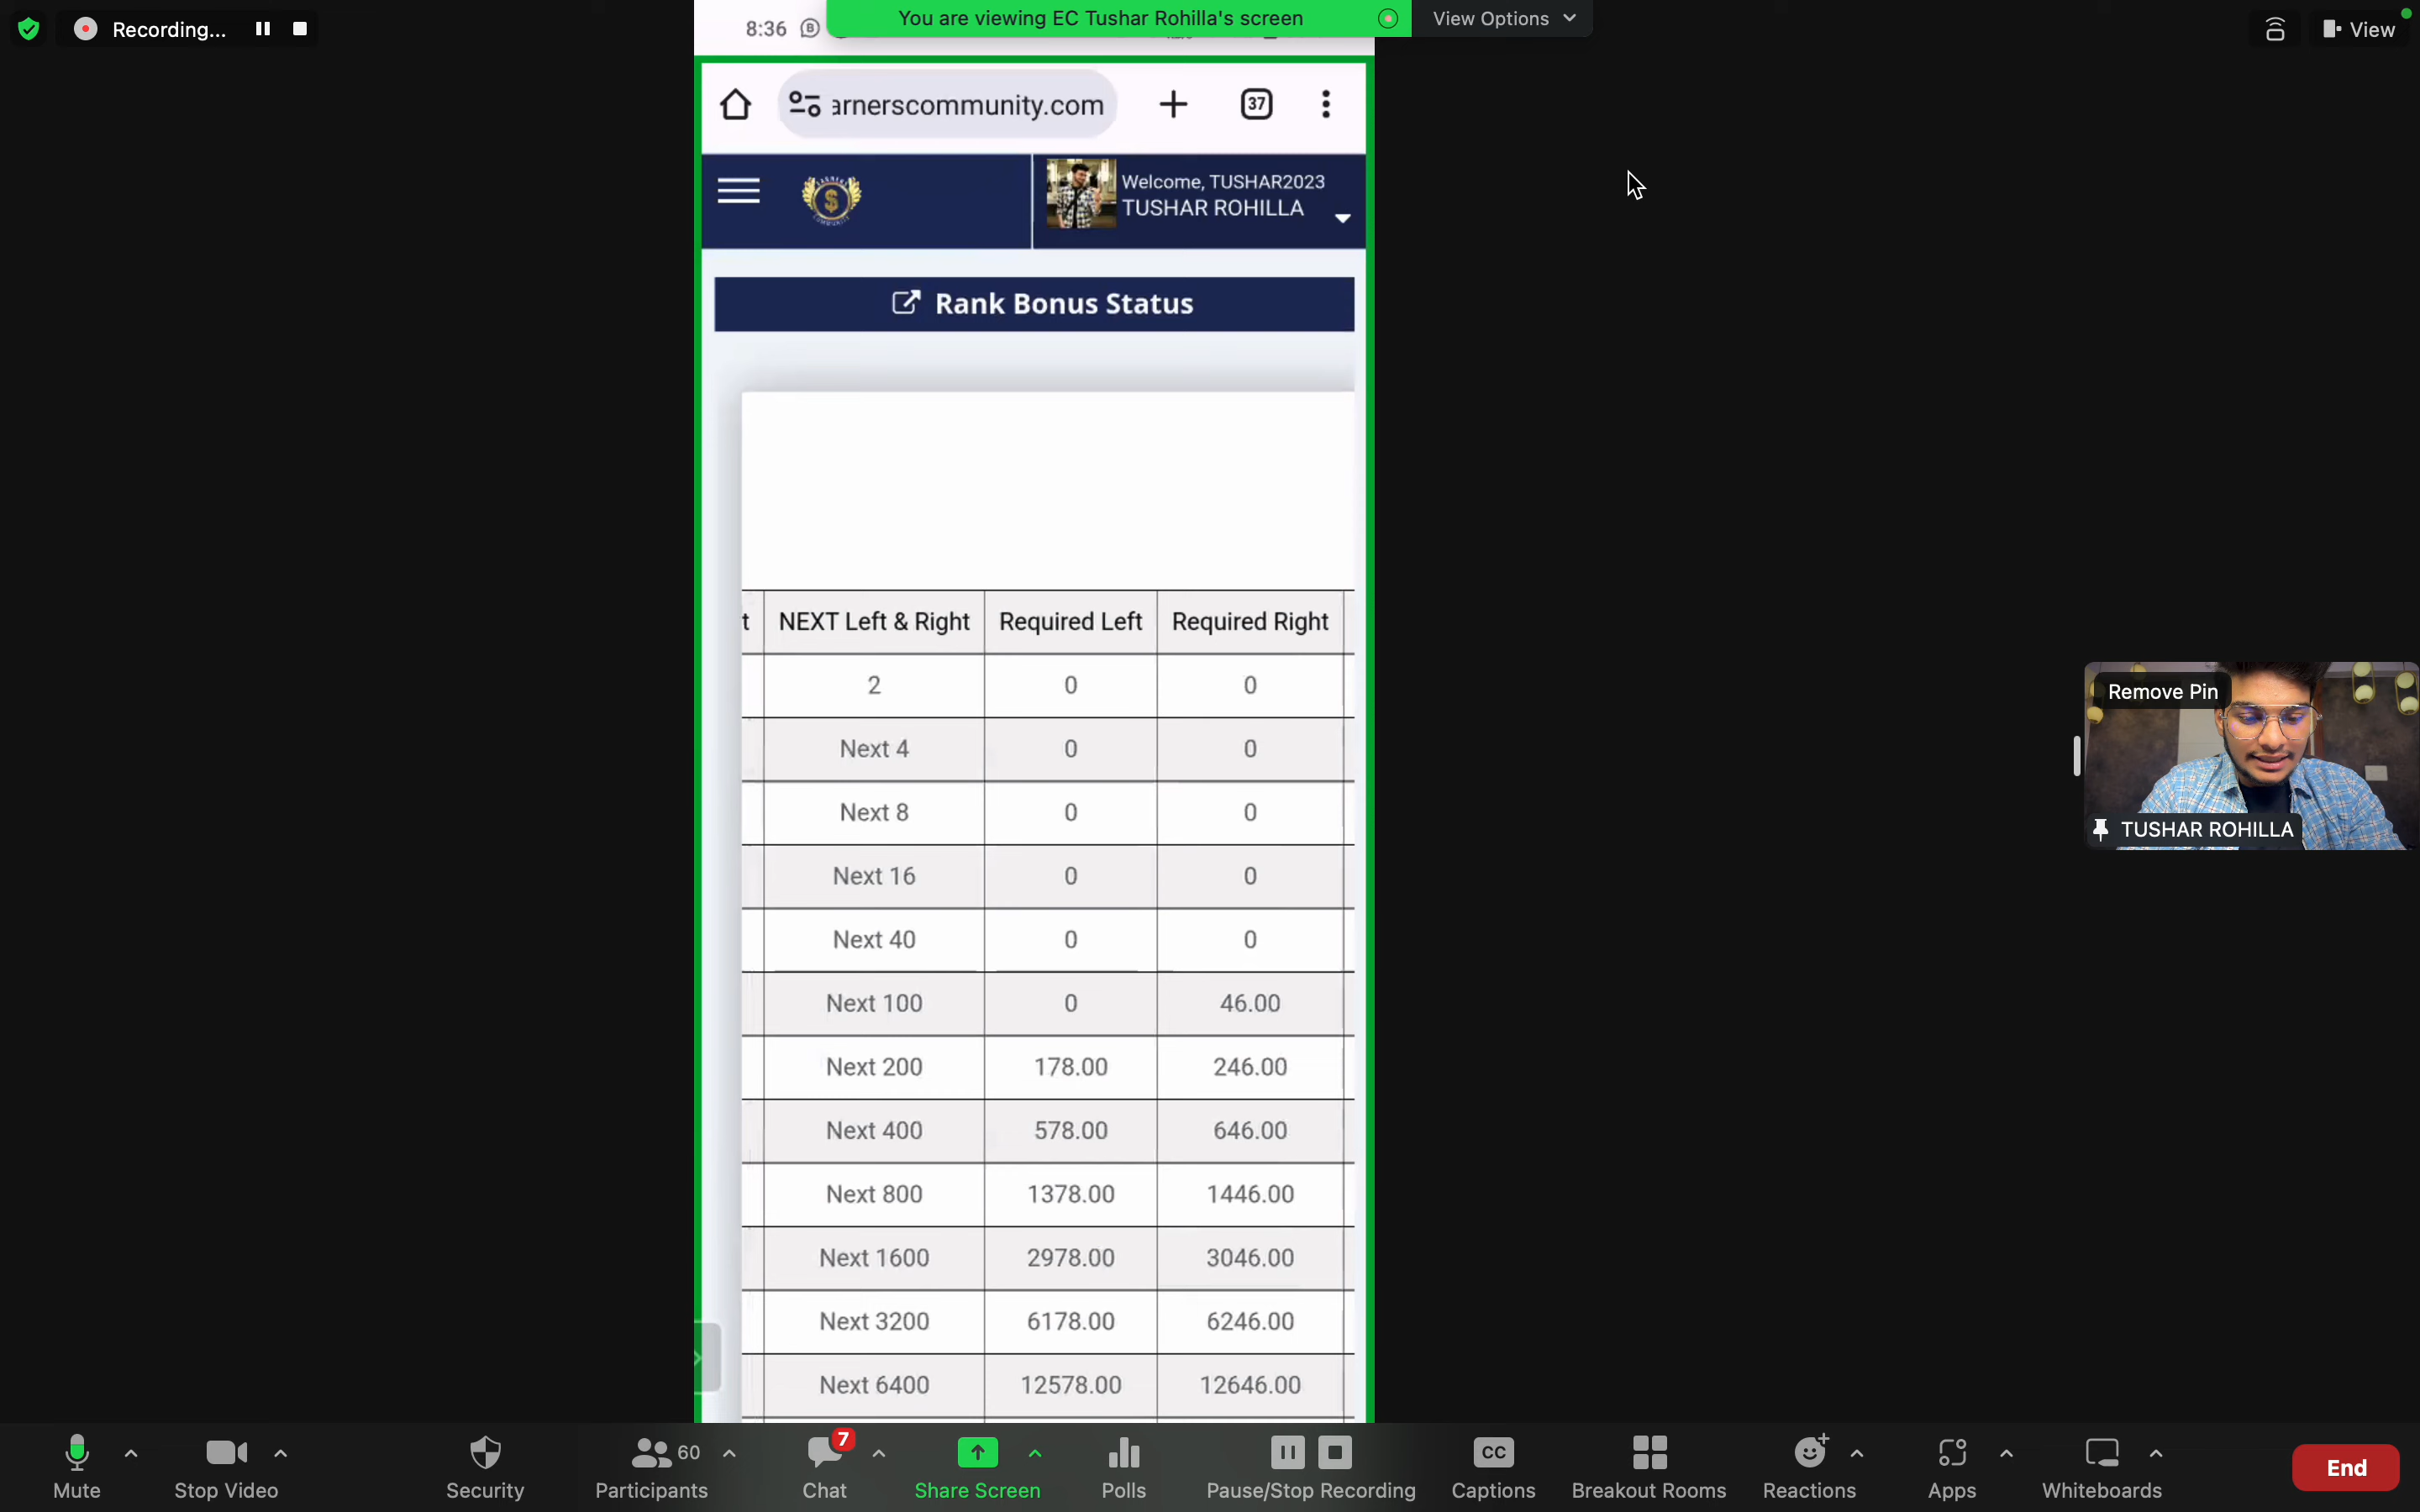 Recording...
8:36
You are viewing EC Tushar Rohilla's screen
View Options
View
arnerscommunity.com
37
Welcome, TUSHAR2023
TUSHAR ROHILLA
Rank Bonus Status
t NEXT Left & Right Required Left Required Right
2 0 0
Next 4 0 0
Next 8 0 0
Next 16 0 0
Next 40 0 0
Next 100 0 46.00
Next 200 178.00 246.00
Next 400 578.00 646.00
Next 800 1378.00 1446.00
Next 1600 2978.00 3046.00
Next 3200 6178.00 6246.00
Next 6400 12578.00 12646.00
Remove Pin
TUSHAR ROHILLA
60
7
CC
Mute
Stop Video
Security
Participants
Chat
Share Screen
Polls
Pause/Stop Recording
Captions
Breakout Rooms
Reactions
Apps
Whiteboards
End